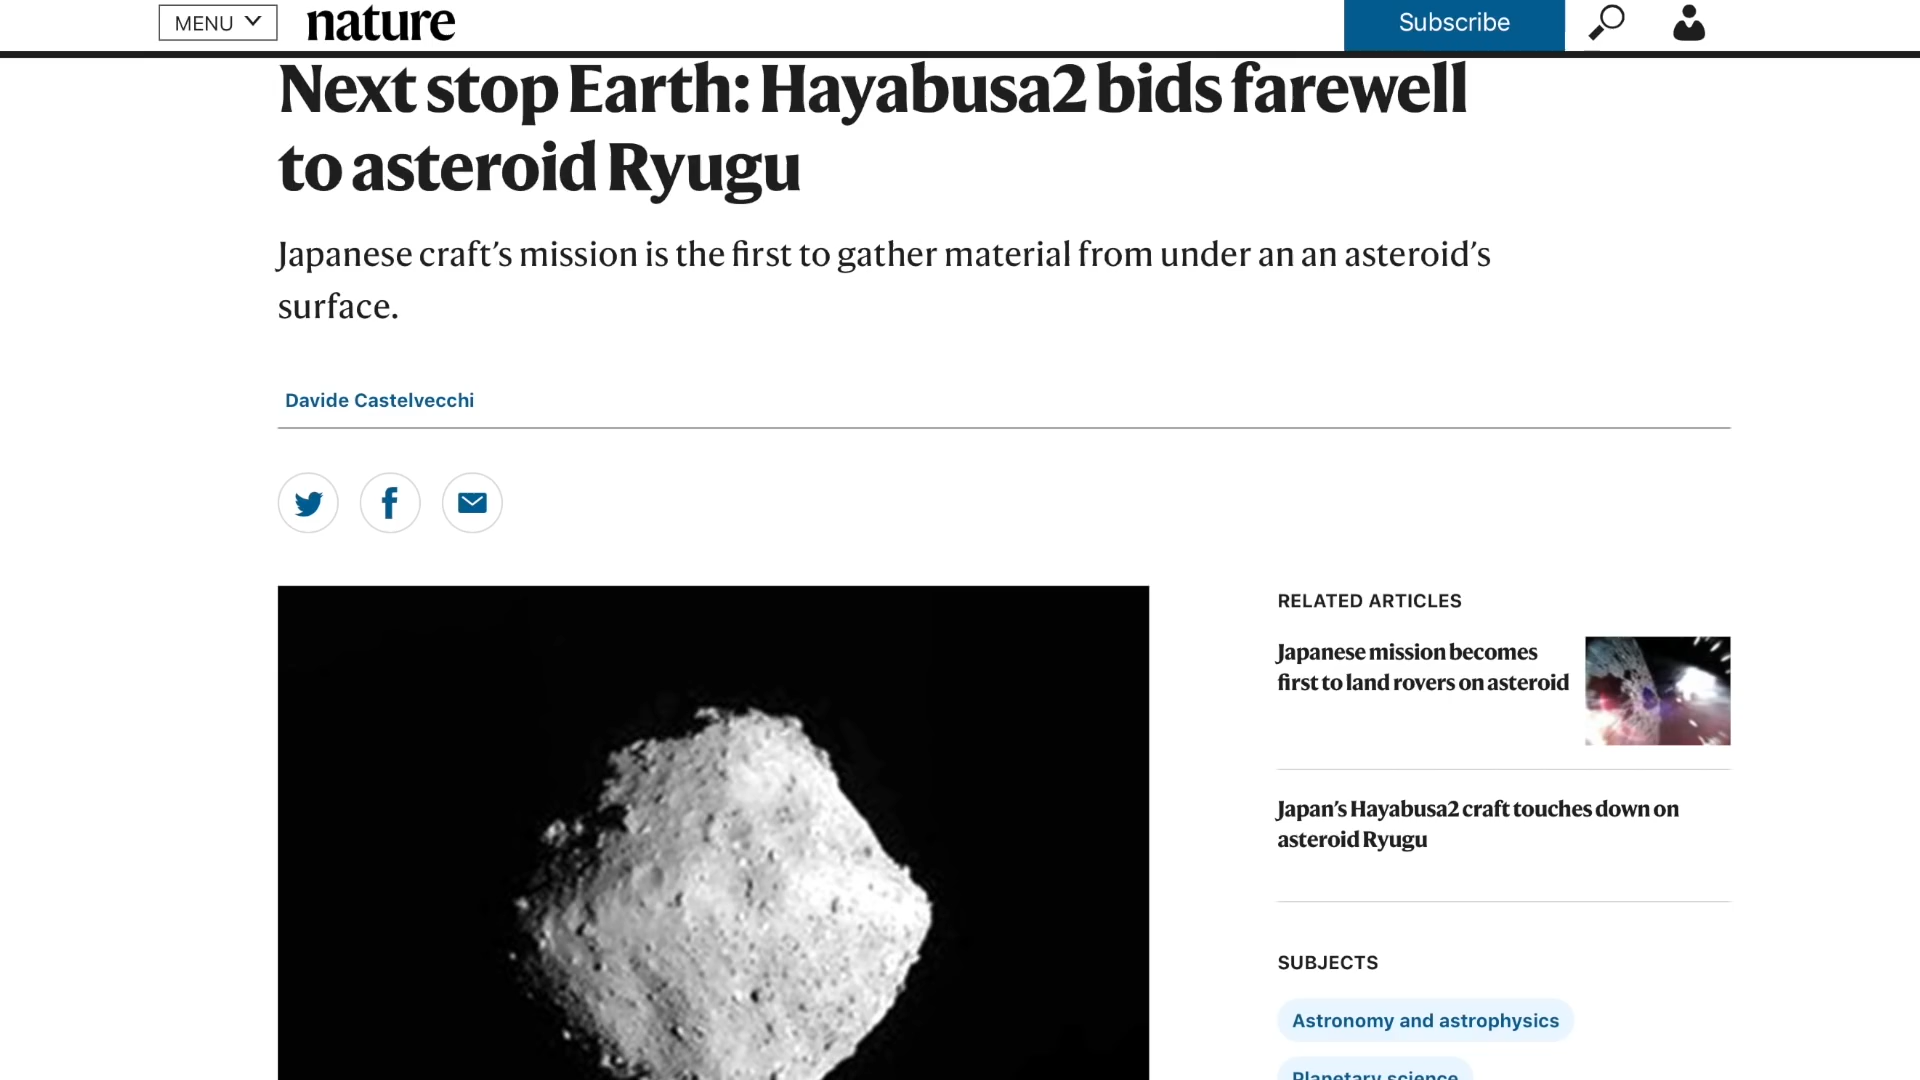 MENU
nature
Subscribe
Next stop Earth: Hayabusa2 bids farewell
to asteroid Ryugu
Japanese craft’s mission is the first to gather material from under an an asteroid’s
surface.
Davide Castelvecchi
RELATED ARTICLES
Japanese mission becomes
first to land rovers on asteroid
Japan’s Hayabusa2 craft touches down on
asteroid Ryugu
SUBJECTS
Astronomy and astrophysics
Planetary science